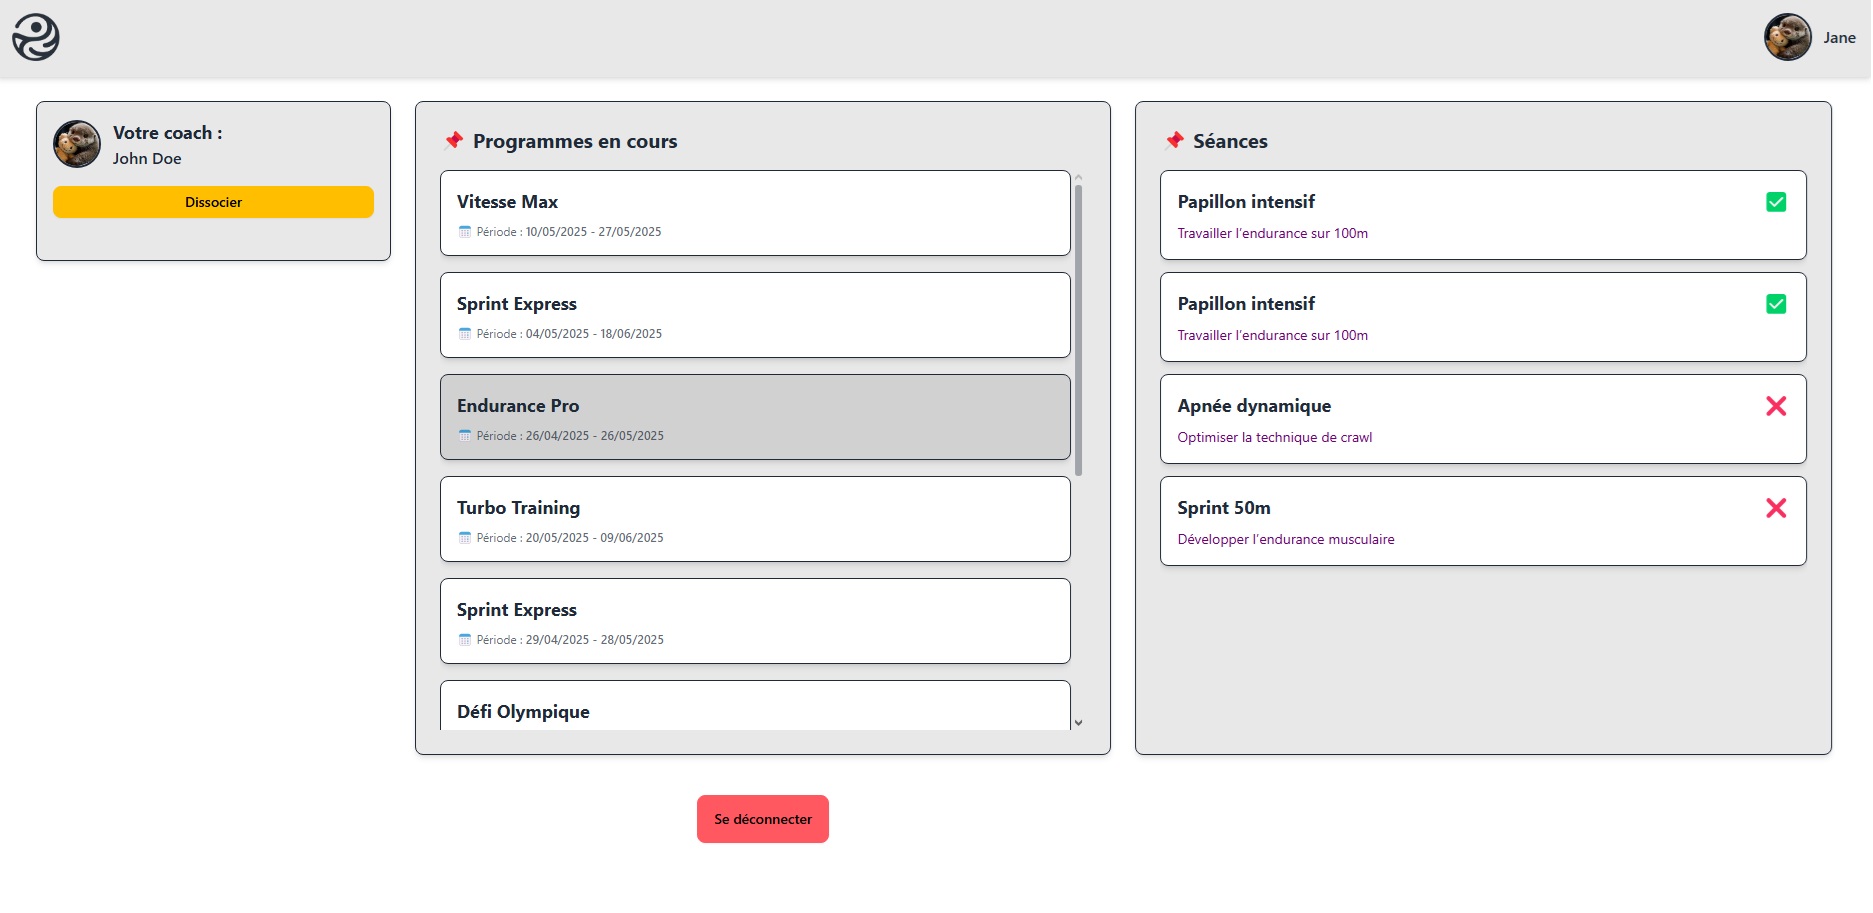 Jane
Votre coach :
John Doe
Dissocier
Programmes en cours
Vitesse Max
Période : 10/05/2025 - 27/05/2025
Sprint Express
Période : 04/05/2025 - 18/06/2025
Endurance Pro
Période : 26/04/2025 - 26/05/2025
Turbo Training
Période : 20/05/2025 - 09/06/2025
Sprint Express
Période : 29/04/2025 - 28/05/2025
Défi Olympique
Séances
Papillon intensif
Travailler l’endurance sur 100m
Papillon intensif
Travailler l’endurance sur 100m
Apnée dynamique
Optimiser la technique de crawl
Sprint 50m
Développer l’endurance musculaire
Se déconnecter